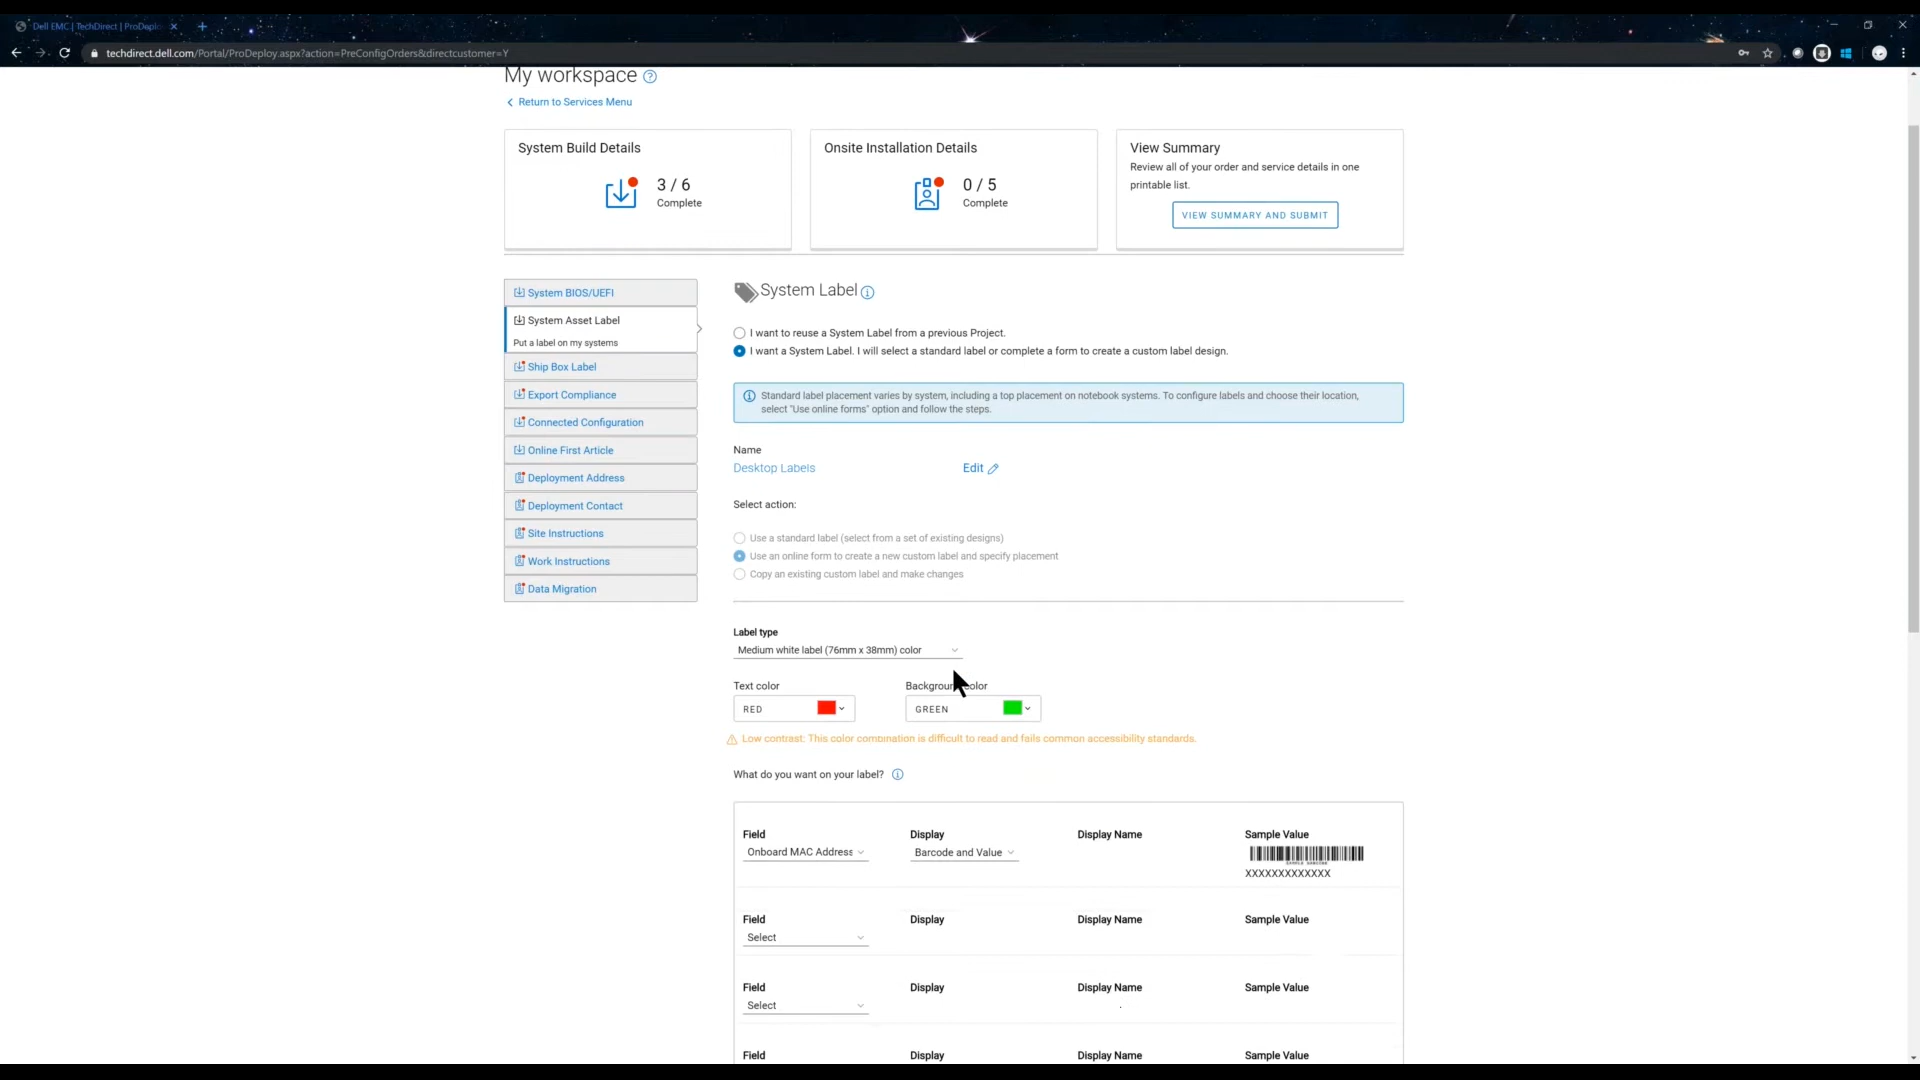 Dell EMC | TechDirect | ProDeplo
techdirect.dell.com/Portal/ProDeploy.aspx?action=PreConfigOrders&directcustomer=Y
My workspace
Return to Services Menu
System Build Details
3 / 6
Complete
Onsite Installation Details
0 / 5
Complete
View Summary
Review all of your order and service details in one
printable list.
VIEW SUMMARY AND SUBMIT
System BIOS/UEFI
System Asset Label
Put a label on my systems
Ship Box Label
Export Compliance
Connected Configuration
Online First Article
Deployment Address
Deployment Contact
Site Instructions
Work Instructions
Data Migration
System Label
I want to reuse a System Label from a previous Project.
I want a System Label. I will select a standard label or complete a form to create a custom label design.
Standard label placement varies by system, including a top placement on notebook systems. To configure labels and choose their location,
select "Use online forms" option and follow the steps.
Name
Desktop Labels
Edit
Select action:
Use a standard label (select from a set of existing designs)
Use an online form to create a new custom label and specify placement
Copy an existing custom label and make changes
Label type
Medium white label (76mm x 38mm) color
Text color
Background color
RED
GREEN
Low contrast: This color combination is difficult to read and fails common accessibility standards.
What do you want on your label?
Field Display Display Name Sample Value
Onboard MAC Address Barcode and Value
XXXXXXXXXXXXX
Field Display Display Name Sample Value
Select
Field Display Display Name Sample Value
Select
Field Display Display Name Sample Value